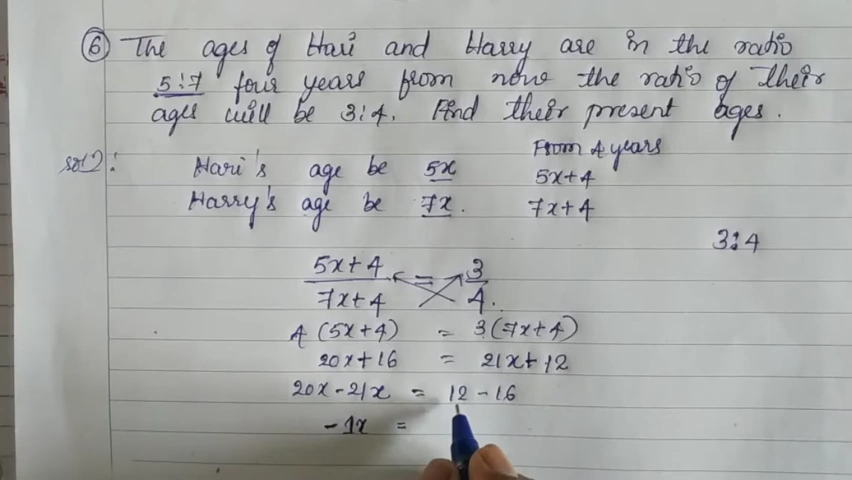 6 The ages of Hari and Harry are in the ratio
5:7 four years from now the ratio of their
ages will be 3:4. Find their present ages.
From 4 years
Sol:
Hari's age be 5x 5x+4
Harry's age be 7x. 7x+4
3:4
5x+4 = 3
7x+4 4.
4(5x+4) = 3(7x+4)
20x+16 = 21x+12
20x-21x = 12-16
-1x =